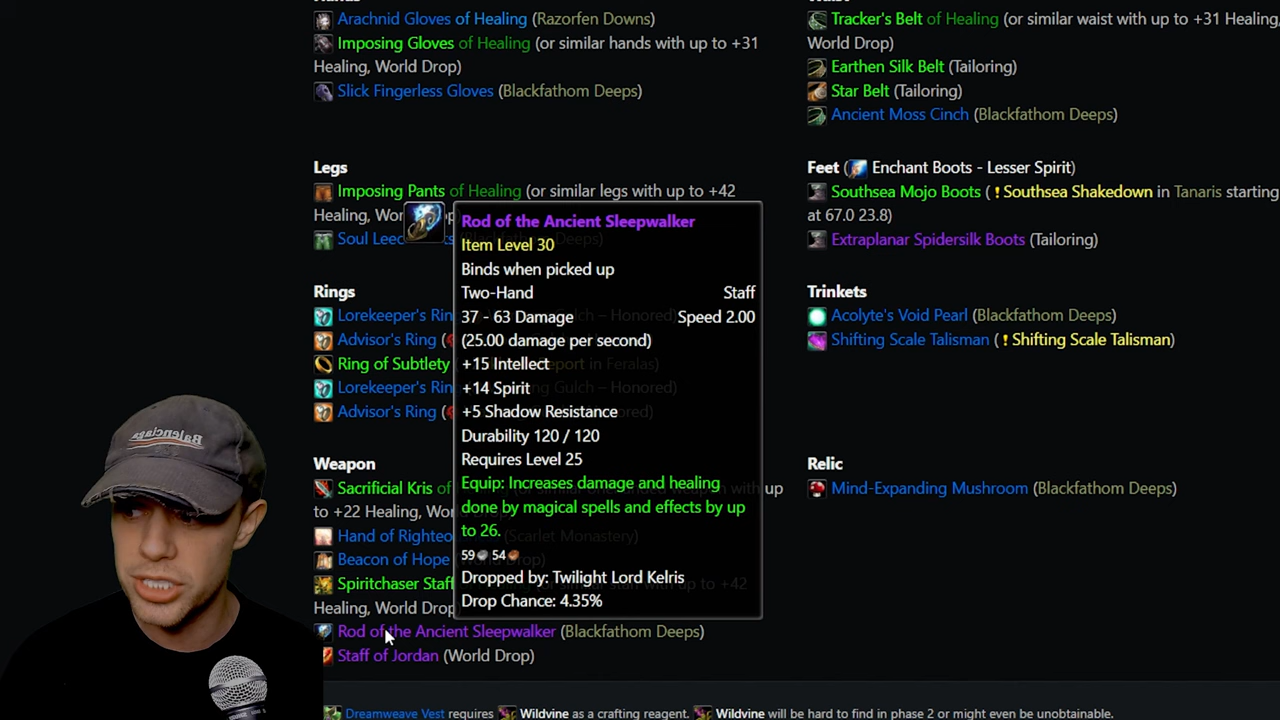 Arachnid Gloves of Healing (Razorfen Downs)
Imposing Gloves of Healing (or similar hands with up to +31
Healing, World Drop)
Slick Fingerless Gloves (Blackfathom Deeps)
Tracker's Belt of Healing (or similar waist with up to +31 Healing,
World Drop)
Earthen Silk Belt (Tailoring)
Star Belt (Tailoring)
Ancient Moss Cinch (Blackfathom Deeps)
Legs
Imposing Pants of Healing (or similar legs with up to +42
Healing, Wor
Soul Leec
Feet ( Enchant Boots - Lesser Spirit)
Southsea Mojo Boots ( ! Southsea Shakedown in Tanaris starting
at 67.0 23.8)
Extraplanar Spidersilk Boots (Tailoring)
Rod of the Ancient Sleepwalker
Item Level 30
Binds when picked up
Two-Hand Staff
37 - 63 Damage Speed 2.00
(25.00 damage per second)
+15 Intellect
+14 Spirit
+5 Shadow Resistance
Durability 120 / 120
Requires Level 25
Equip: Increases damage and healing
done by magical spells and effects by up
to 26.
59 54
Dropped by: Twilight Lord Kelris
Drop Chance: 4.35%
Rings
Lorekeeper's Rin
Advisor's Ring (
Ring of Subtlety
Lorekeeper's Rin
Advisor's Ring (
Trinkets
Acolyte's Void Pearl (Blackfathom Deeps)
Shifting Scale Talisman ( ! Shifting Scale Talisman)
Weapon
Sacrificial Kris of
up
to +22 Healing, Wor
Hand of Righteo
Beacon of Hope
Spiritchaser Staff
Healing, World Drop
Rod of the Ancient Sleepwalker (Blackfathom Deeps)
Staff of Jordan (World Drop)
Relic
Mind-Expanding Mushroom (Blackfathom Deeps)
Dreamweave Vest requires Wildvine as a crafting reagent. Wildvine will be hard to find in phase 2 or might even be unobtainable.
Balenciaga